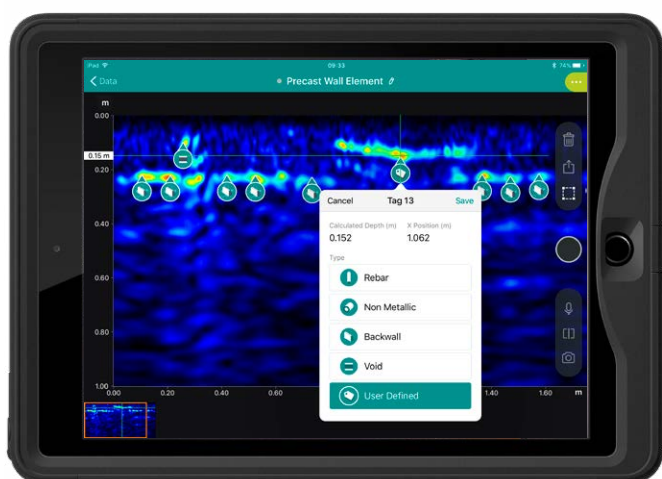 iPad 09:33 74%
Data Precast Wall Element
m
0.00
0.15 m
0.20
0.40
0.60
0.80
1.00
Cancel Tag 13 Save
Calculated Depth (m) X Position (m)
0.152 1.062
Type
Rebar
Non Metallic
Backwall
Void
User Defined
0.00 0.20 0.40 0.60 1.40 1.60 m